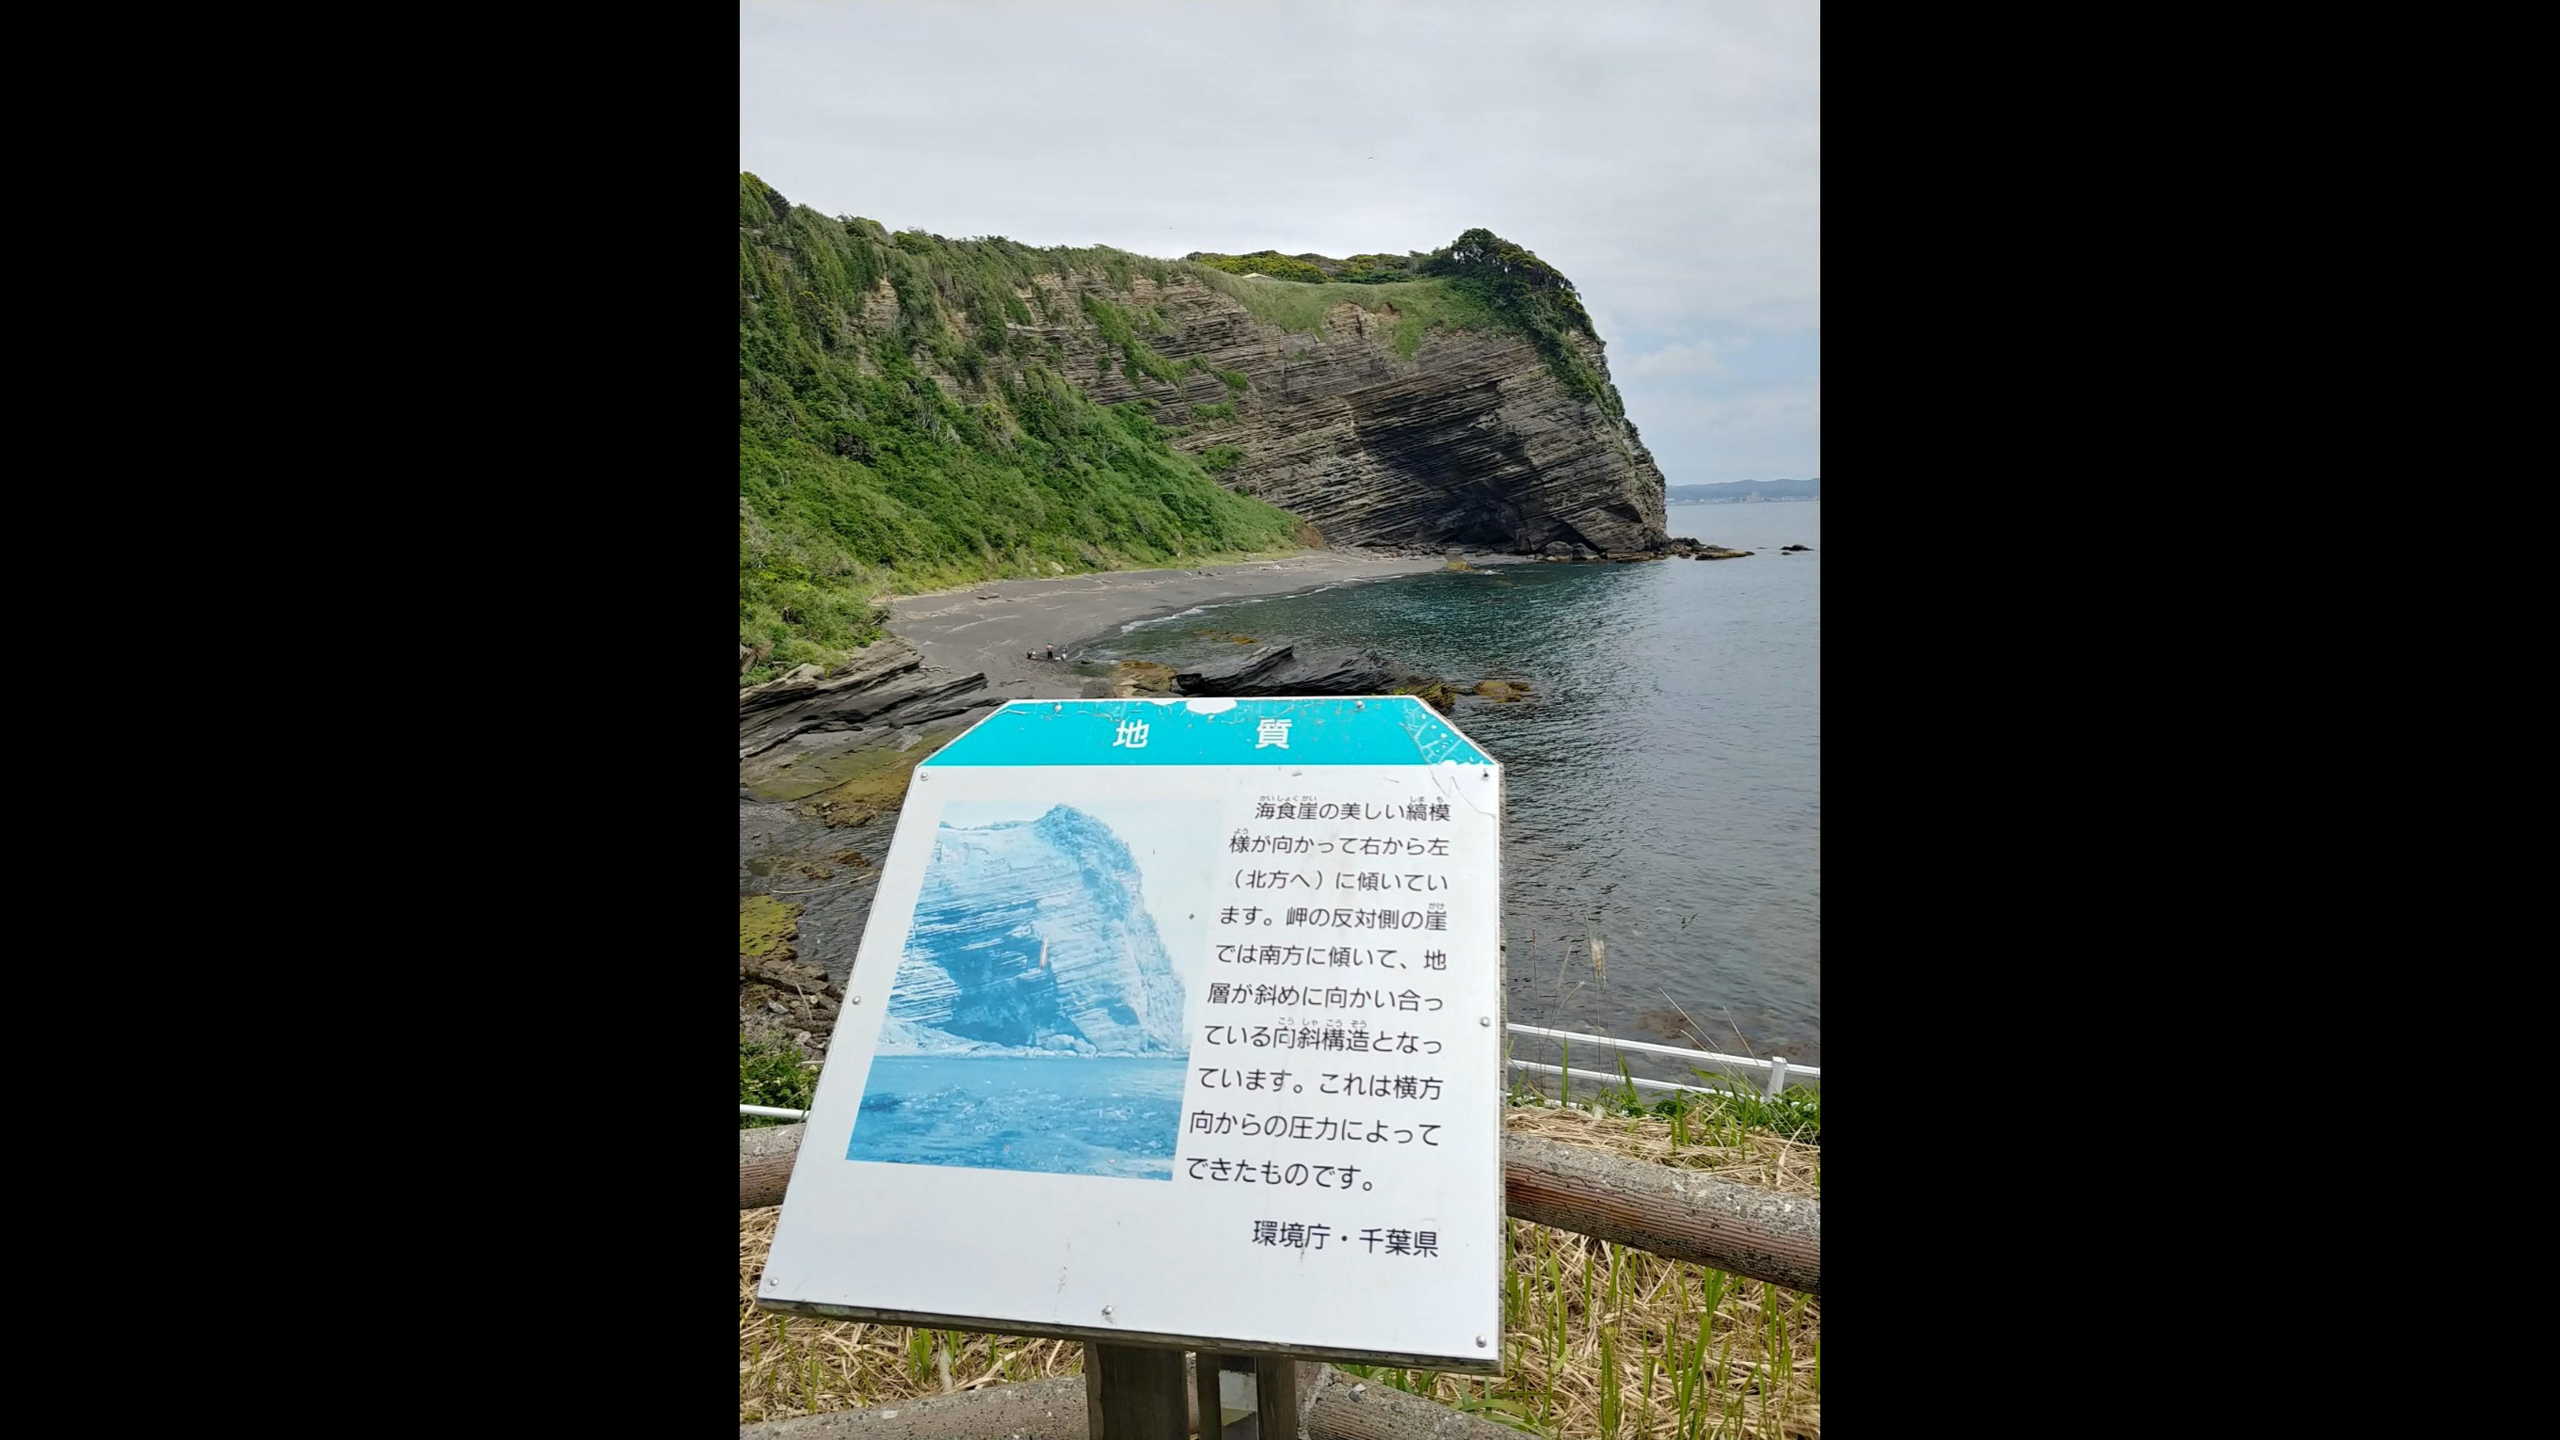 地 質
海食崖の美しい縞模
様が向かって右から左
（北方へ）に傾いてい
ます。岬の反対側の崖
では南方に傾いて、地
層が斜めに向かい合っ
ている向斜構造となっ
ています。これは横方
向からの圧力によって
できたものです。
環境庁・千葉県